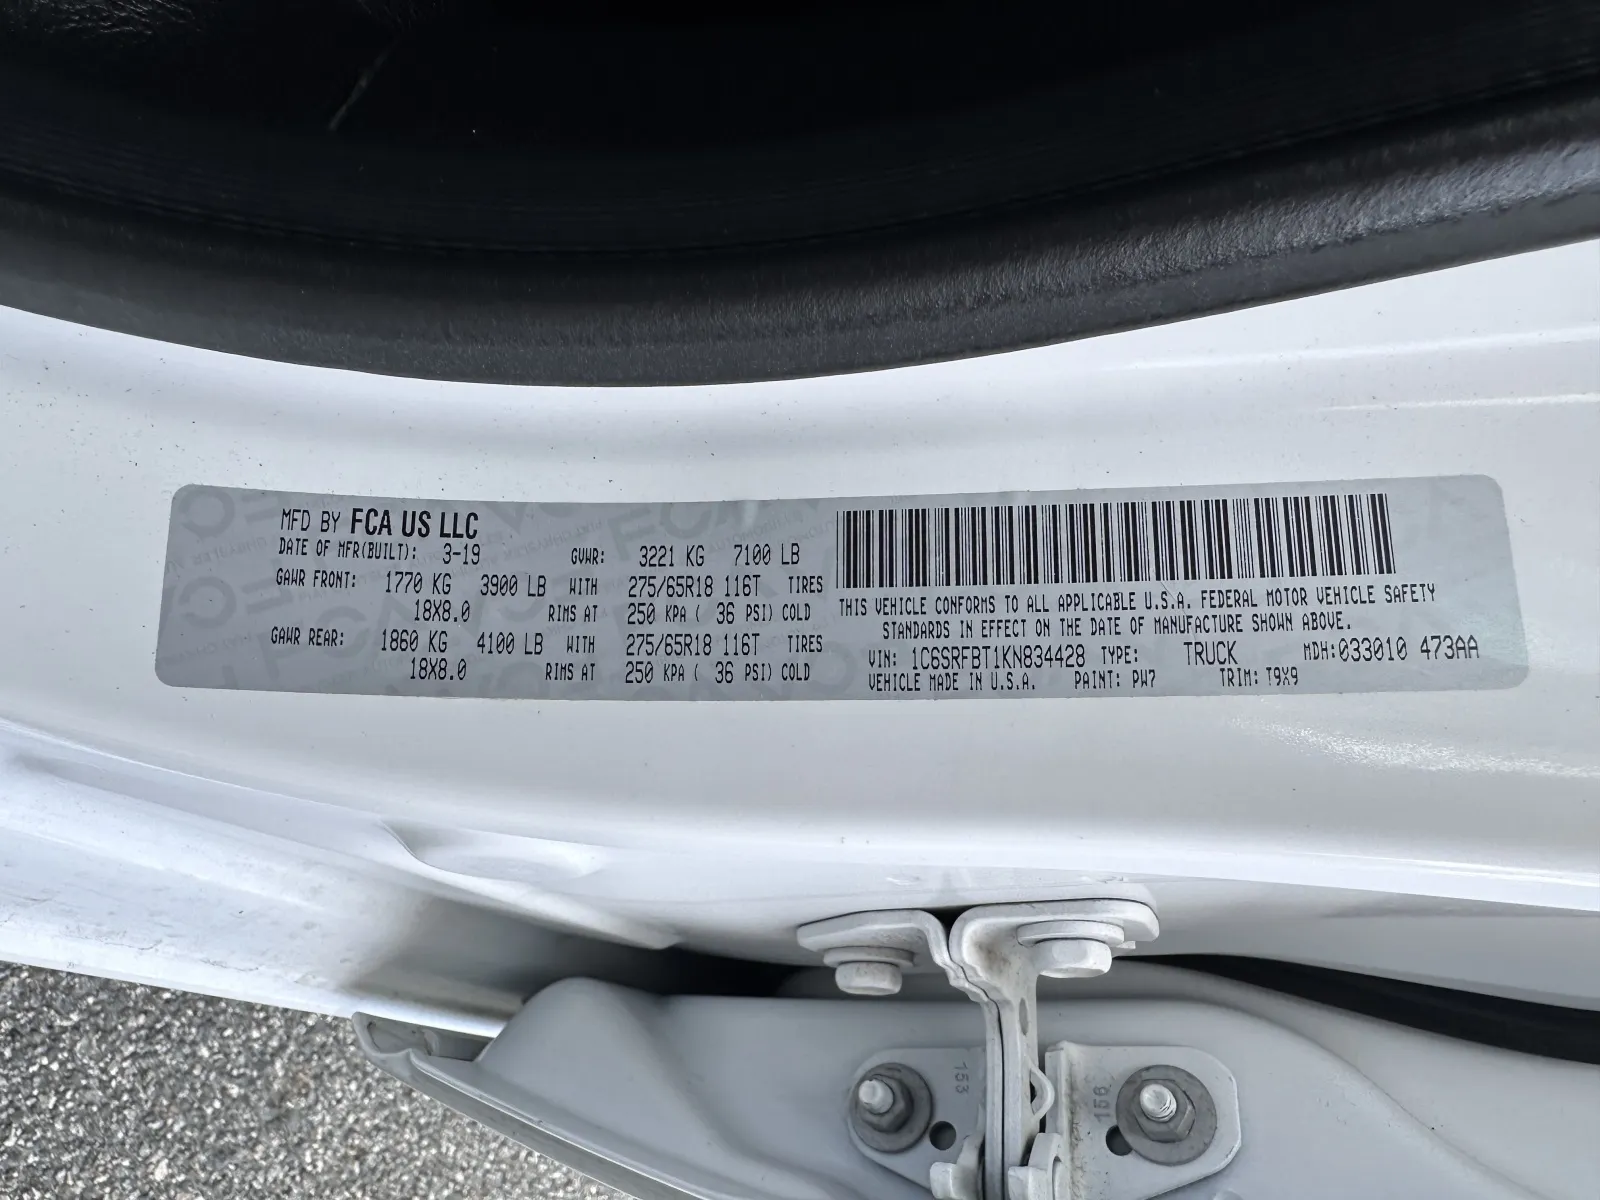 MFD BY FCA US LLC
DATE OF MFR(BUILT): 3-19 GVWR: 3221 KG 7100 LB
GAWR FRONT: 1770 KG 3900 LB WITH 275/65R18 116T TIRES
18X8.0 RIMS AT 250 KPA ( 36 PSI) COLD
GAWR REAR: 1860 KG 4100 LB WITH 275/65R18 116T TIRES
18X8.0 RIMS AT 250 KPA ( 36 PSI) COLD
THIS VEHICLE CONFORMS TO ALL APPLICABLE U.S.A. FEDERAL MOTOR VEHICLE SAFETY
STANDARDS IN EFFECT ON THE DATE OF MANUFACTURE SHOWN ABOVE.
VIN: 1C6SRFBT1KN834428 TYPE: TRUCK MDH:033010 473AA
VEHICLE MADE IN U.S.A. PAINT: PW7 TRIM: T9X9
153
156